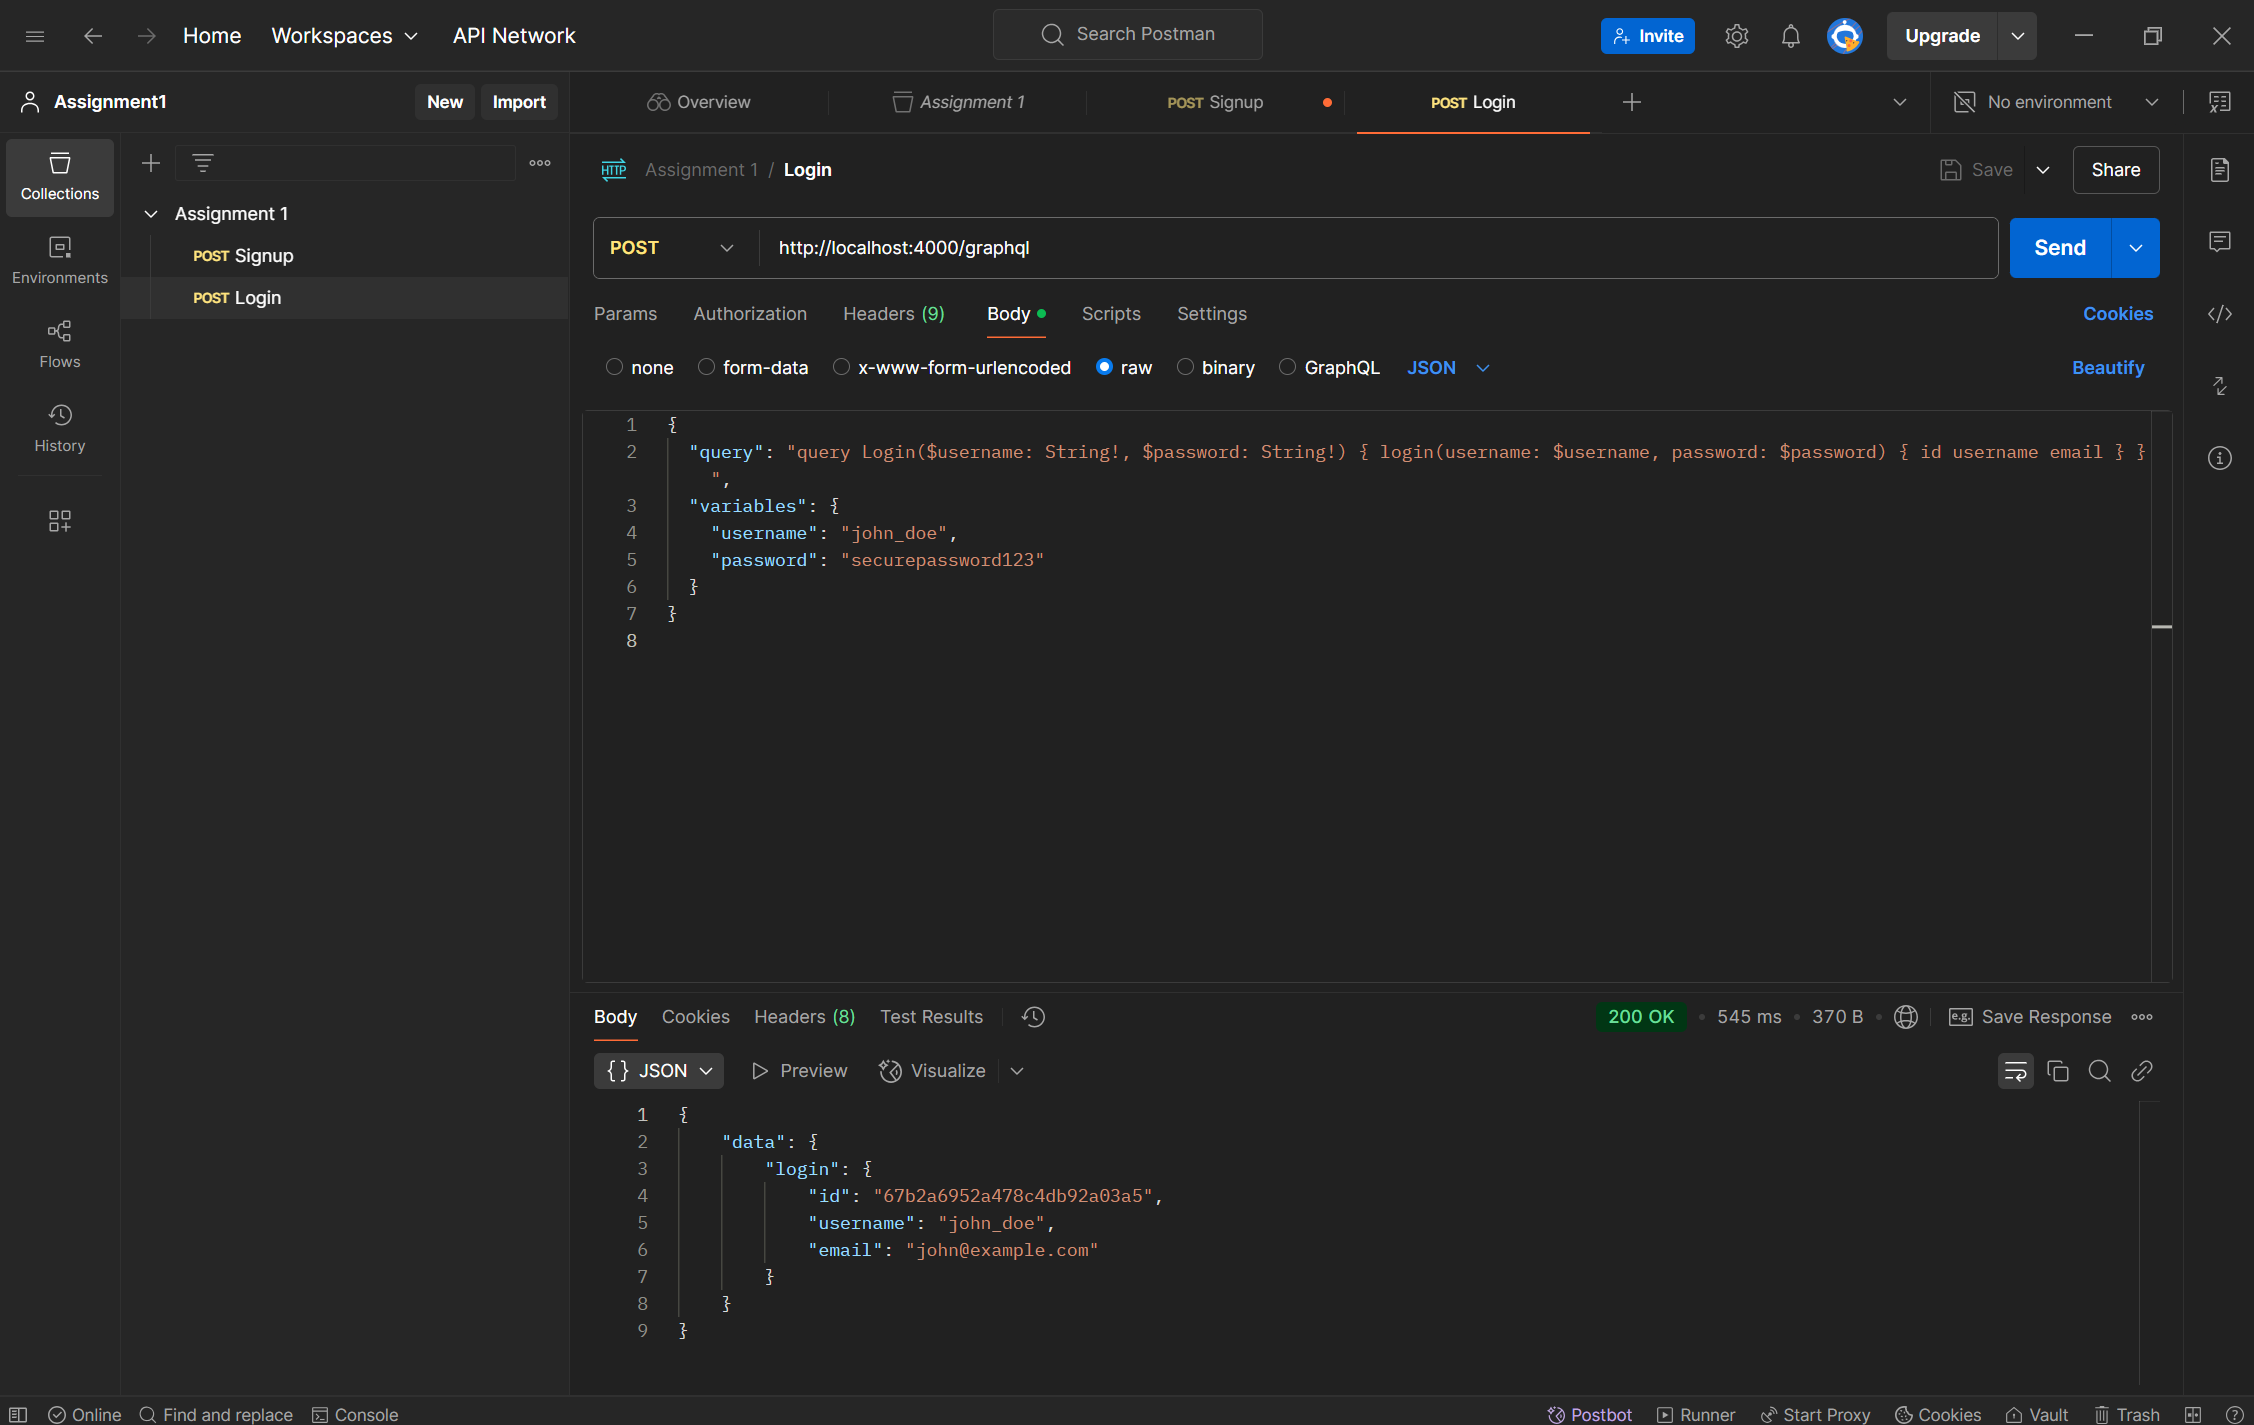 Home Workspaces API Network Search Postman Invite Upgrade
Assignment1 New Import Overview Assignment 1 POST Signup POST Login No environment
Collections
Environments
Flows
History
Assignment 1
POST Signup
POST Login
HTTP Assignment 1 / Login Save Share
POST http://localhost:4000/graphql Send
Params Authorization Headers (9) Body Scripts Settings Cookies
none form-data x-www-form-urlencoded raw binary GraphQL JSON Beautify
1 {
2 "query": "query Login($username: String!, $password: String!) { login(username: $username, password: $password) { id username email } }
",
3 "variables": {
4 "username": "john_doe",
5 "password": "securepassword123"
6 }
7 }
8
Body Cookies Headers (8) Test Results 200 OK • 545 ms • 370 B • e.g. Save Response
{} JSON Preview Visualize
1 {
2 "data": {
3 "login": {
4 "id": "67b2a6952a478c4db92a03a5",
5 "username": "john_doe",
6 "email": "john@example.com"
7 }
8 }
9 }
Online Find and replace Console Postbot Runner Start Proxy Cookies Vault Trash